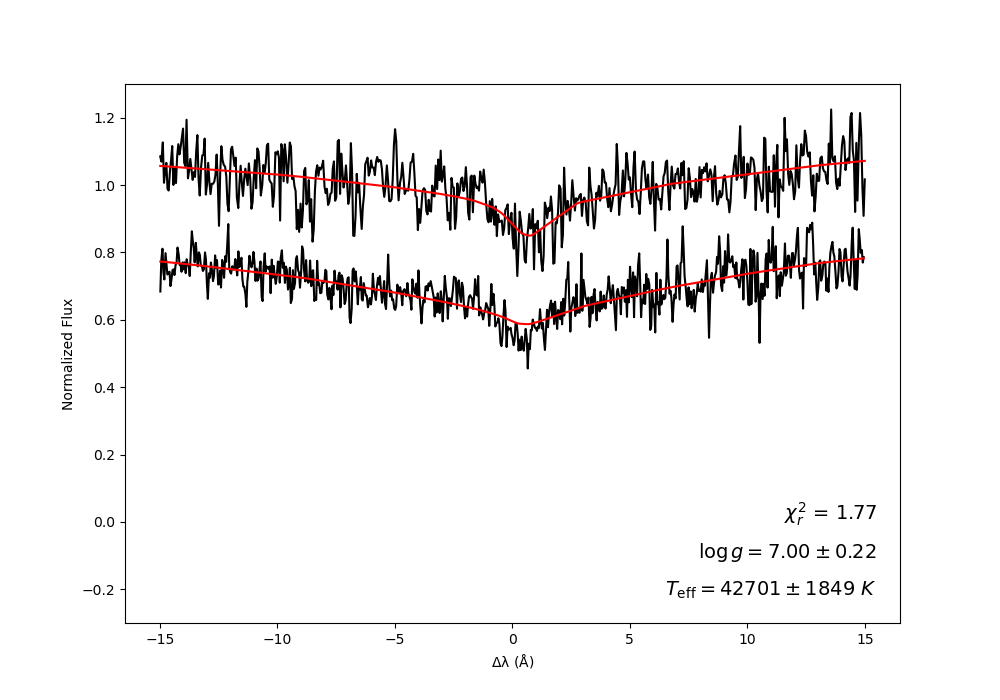 1.2
1.0
0.8
0.6
0.4
0.2
0.0
−0.2
Normalized Flux
χ²ᵣ = 1.77
log g = 7.00 ± 0.22
T_eff = 42701 ± 1849 K
−15 −10 −5 0 5 10 15
Δλ (Å)